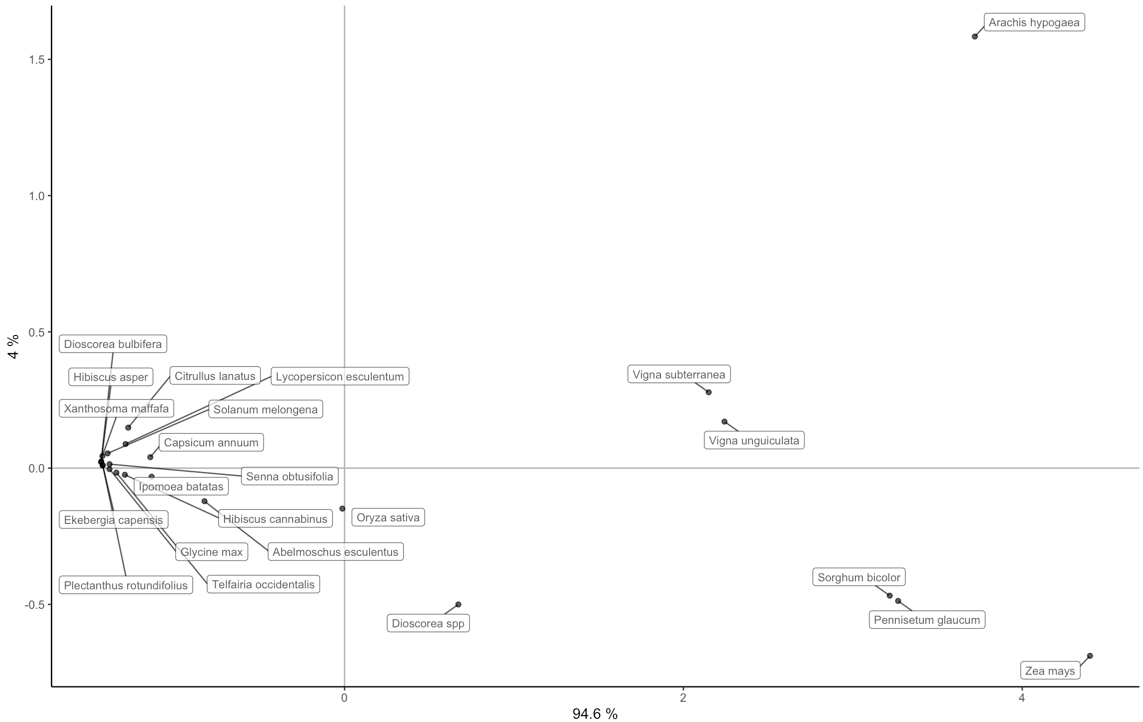 Arachis hypogaea
1.5
1.0
0.5
Dioscorea bulbifera
Hibiscus asper
Citrullus lanatus
Lycopersicon esculentum
Vigna subterranea
Xanthosoma maffafa
Solanum melongena
Capsicum annuum
Vigna unguiculata
0.0
Senna obtusifolia
Ipomoea batatas
Ekebergia capensis
Hibiscus cannabinus
Oryza sativa
Glycine max
Abelmoschus esculentus
Plectanthus rotundifolius
Telfairia occidentalis
Sorghum bicolor
-0.5
Dioscorea spp
Pennisetum glaucum
Zea mays
4 %
0
2
4
94.6 %